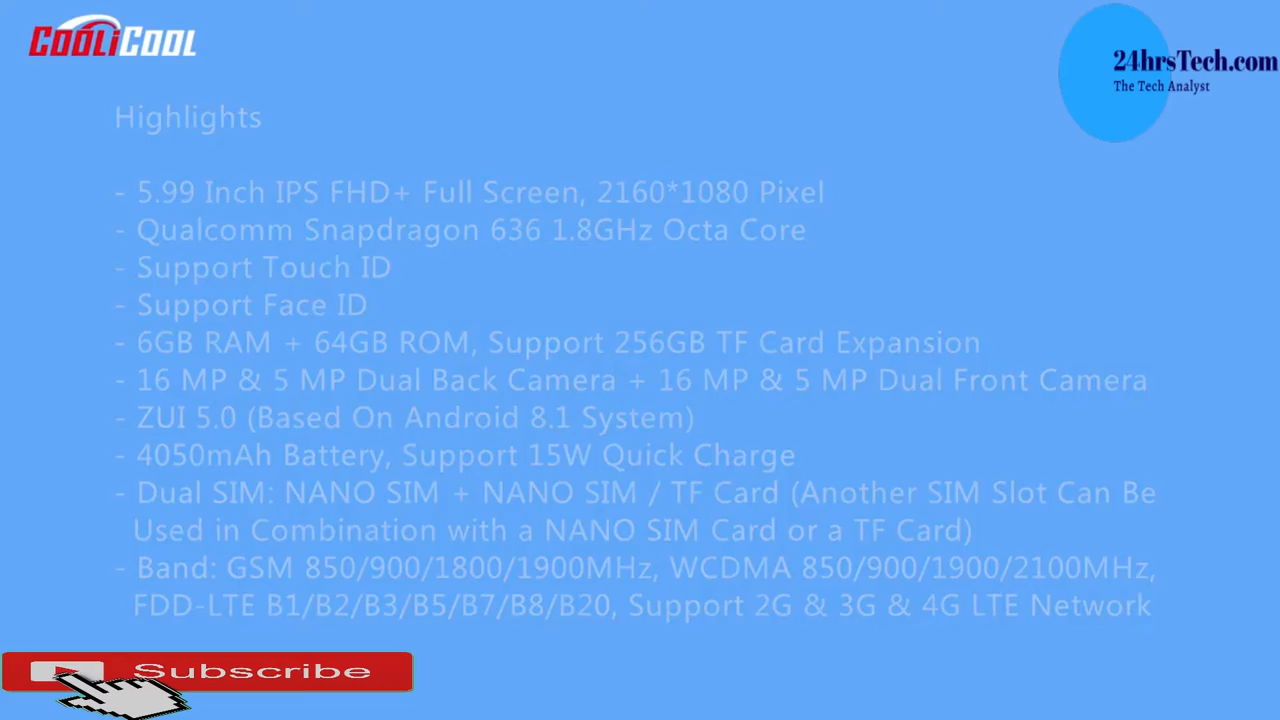 COOLiCOOL
24hrsTech.com
The Tech Analyst
Highlights
- 5.99 Inch IPS FHD+ Full Screen, 2160*1080 Pixel
- Qualcomm Snapdragon 636 1.8GHz Octa Core
- Support Touch ID
- Support Face ID
- 6GB RAM + 64GB ROM, Support 256GB TF Card Expansion
- 16 MP & 5 MP Dual Back Camera + 16 MP & 5 MP Dual Front Camera
- ZUI 5.0 (Based On Android 8.1 System)
- 4050mAh Battery, Support 15W Quick Charge
- Dual SIM: NANO SIM + NANO SIM / TF Card (Another SIM Slot Can Be
Used in Combination with a NANO SIM Card or a TF Card)
- Band: GSM 850/900/1800/1900MHz, WCDMA 850/900/1900/2100MHz,
FDD-LTE B1/B2/B3/B5/B7/B8/B20, Support 2G & 3G & 4G LTE Network
Subscribe